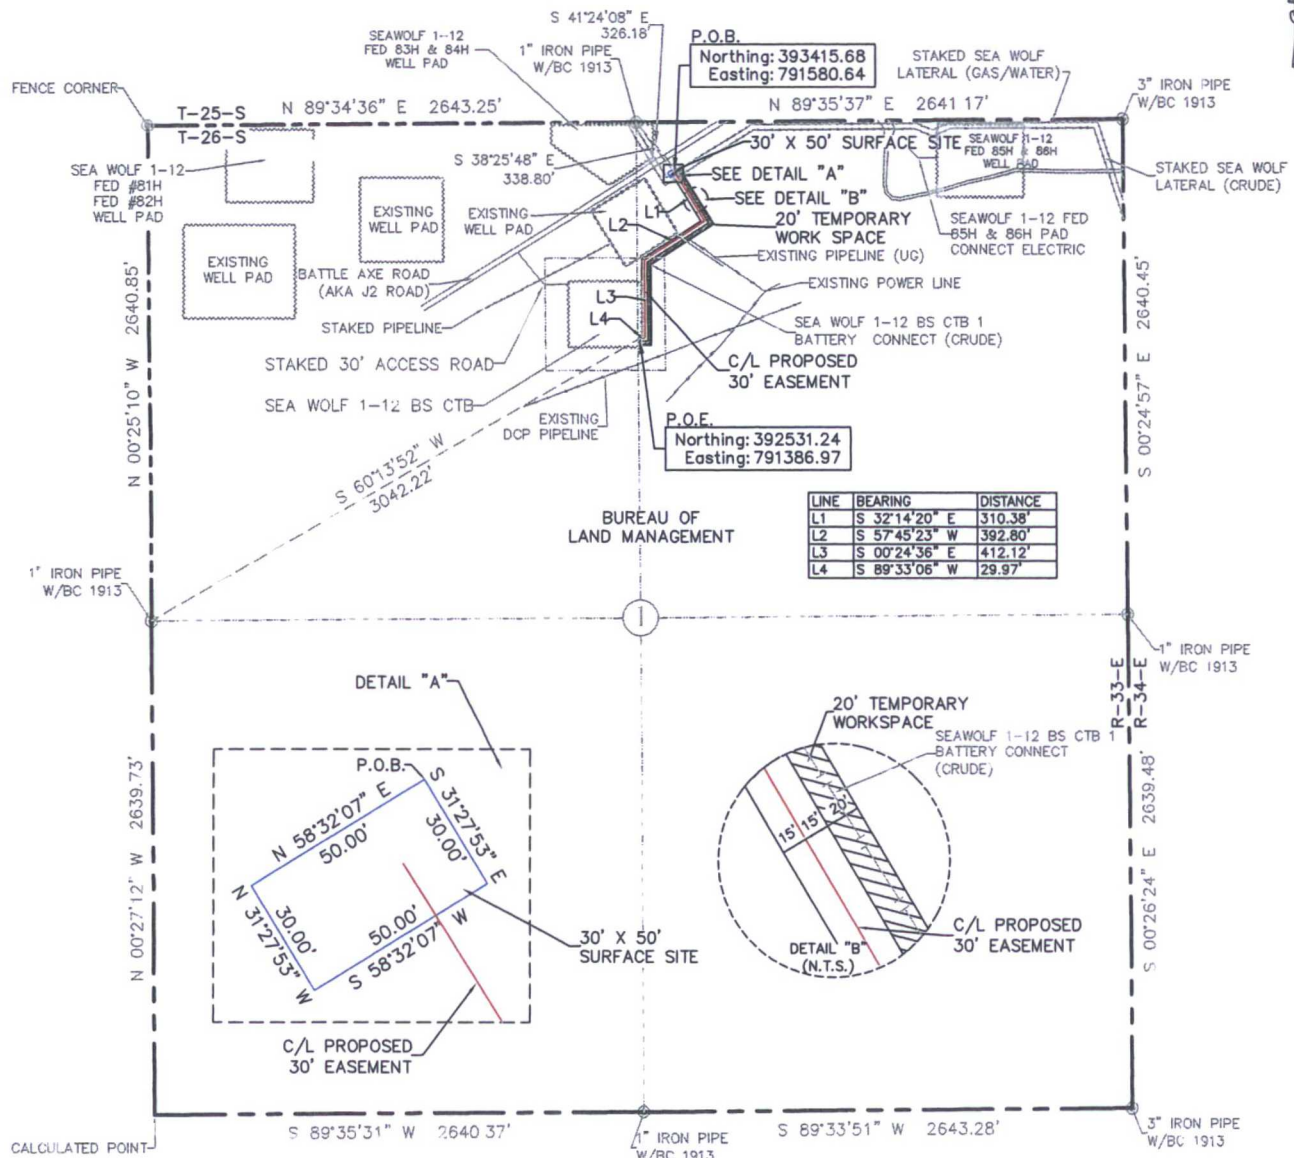 S 41°24'08" E
326.18'
SEAWOLF 1-12
FED 83H & 84H
WELL PAD
1" IRON PIPE
W/BC 1913
P.O.B.
Northing: 393415.68
Easting: 791580.64
STAKED SEA WOLF
LATERAL (GAS/WATER)
FENCE CORNER
T-25-S
T-26-S
N 89°34'36" E 2643.25'
N 89°35'37" E 2641.17'
3" IRON PIPE
W/BC 1913
SEA WOLF 1-12
FED #81H
FED #82H
WELL PAD
S 38°25'48" E
338.80'
30' X 50' SURFACE SITE
SEE DETAIL "A"
SEE DETAIL "B"
20' TEMPORARY
WORK SPACE
SEAWOLF 1-12
FED 85H & 86H
WELL PAD
STAKED SEA WOLF
LATERAL (CRUDE)
EXISTING
WELL PAD
EXISTING
WELL PAD
EXISTING
WELL PAD
L1
L2
L3
L4
SEAWOLF 1-12 FED
85H & 86H PAD
CONNECT ELECTRIC
EXISTING PIPELINE (UG)
EXISTING POWER LINE
BATTLE AXE ROAD
(AKA J2 ROAD)
STAKED PIPELINE
STAKED 30' ACCESS ROAD
SEA WOLF 1-12 BS CTB
SEA WOLF 1-12 BS CTB 1
BATTERY CONNECT (CRUDE)
C/L PROPOSED
30' EASEMENT
EXISTING
DCP PIPELINE
P.O.E.
Northing: 392531.24
Easting: 791386.97
N 00°25'10" W 2640.85'
S 00°24'57" E 2640.45'
S 60°13'52" W
3042.22'
BUREAU OF
LAND MANAGEMENT
LINE BEARING DISTANCE
L1 S 32°14'20" E 310.38'
L2 S 57°45'23" W 392.80'
L3 S 00°24'36" E 412.12'
L4 S 89°33'06" W 29.97'
1" IRON PIPE
W/BC 1913
1
1" IRON PIPE
W/BC 1913
R-33-E
R-34-E
DETAIL "A"
P.O.B.
N 58°32'07" E
50.00'
S 31°27'53" E
30.00'
N 31°27'53" W
30.00'
50.00'
S 58°32'07" W
30' X 50'
SURFACE SITE
C/L PROPOSED
30' EASEMENT
20' TEMPORARY
WORKSPACE
SEAWOLF 1-12 BS CTB 1
BATTERY CONNECT
(CRUDE)
15' 15' 20'
DETAIL "B"
(N.T.S.)
C/L PROPOSED
30' EASEMENT
N 00°27'12" W 2639.73'
S 00°26'24" E 2639.48'
CALCULATED POINT
S 89°35'31" W 2640.37'
1" IRON PIPE
W/BC 1913
S 89°33'51" W 2643.28'
3" IRON PIPE
W/BC 1913